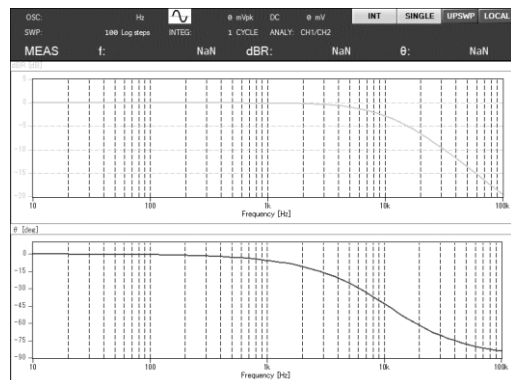 OSC: Hz 0 mVpk DC 0 mV INT SINGLE UPSWP LOCAL
SWP: 100 Log steps INTEG: 1 CYCLE ANALY: CH1/CH2
MEAS f: NaN dBR: NaN θ: NaN
dBR [dB]
5
0
-5
-10
-15
-20
10 100 1k 10k 100k
Frequency [Hz]
θ [deg]
0
-15
-30
-45
-60
-75
-90
10 100 1k 10k 100k
Frequency [Hz]